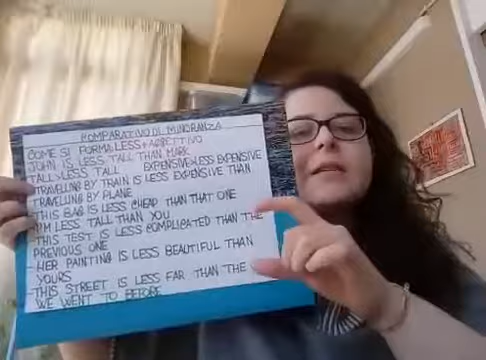 COMPARATIVO DI MINORANZA
COME SI FORMA: LESS + AGGETTIVO
JOHN IS LESS TALL THAN MARK
TALL > LESS TALL EXPENSIVE > LESS EXPENSIVE
TRAVELLING BY TRAIN IS LESS EXPENSIVE THAN
TRAVELLING BY PLANE
THIS BAG IS LESS CHEAP THAN THAT ONE
I'M LESS TALL THAN YOU
THIS TEST IS LESS COMPLICATED THAN THE
PREVIOUS ONE
HER PAINTING IS LESS BEAUTIFUL THAN
YOURS
THIS STREET IS LESS FAR THAN THE
WE WENT TO BEFORE